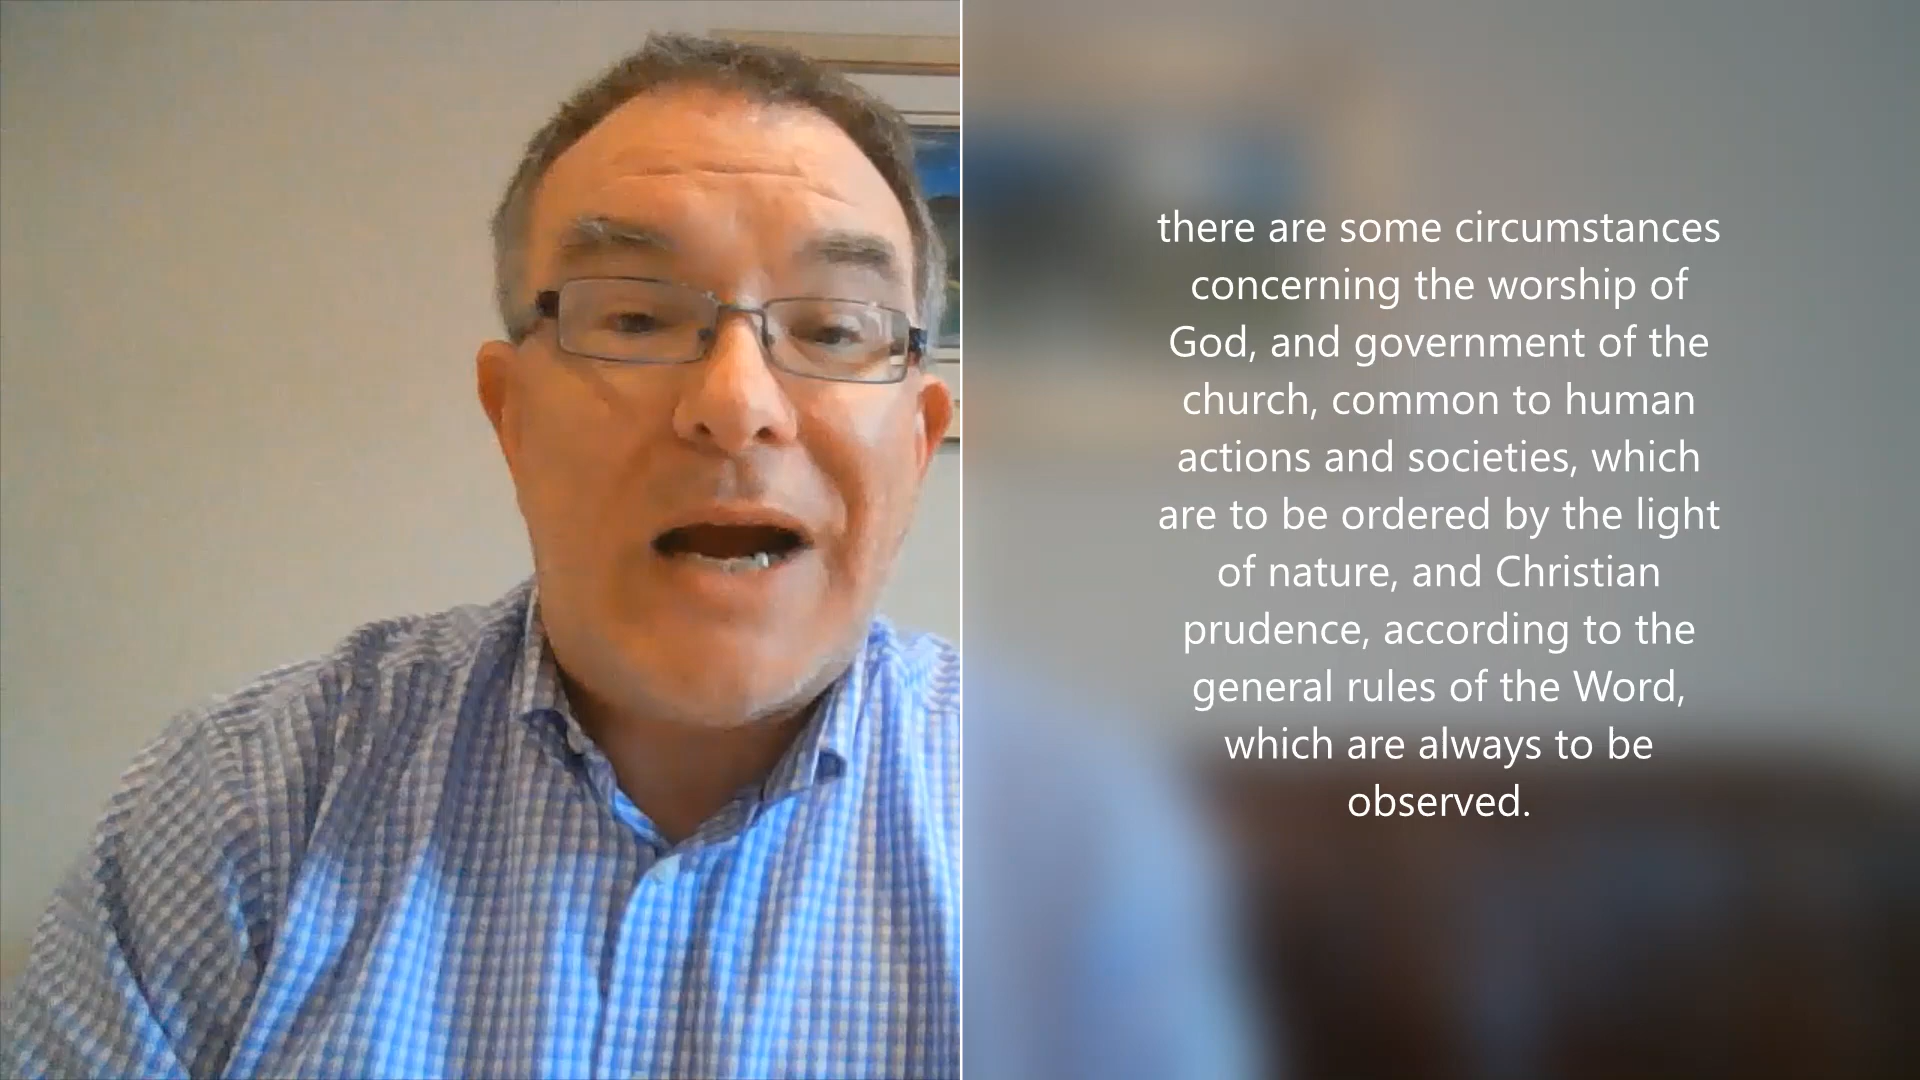 there are some circumstances
concerning the worship of
God, and government of the
church, common to human
actions and societies, which
are to be ordered by the light
of nature, and Christian
prudence, according to the
general rules of the Word,
which are always to be
observed.